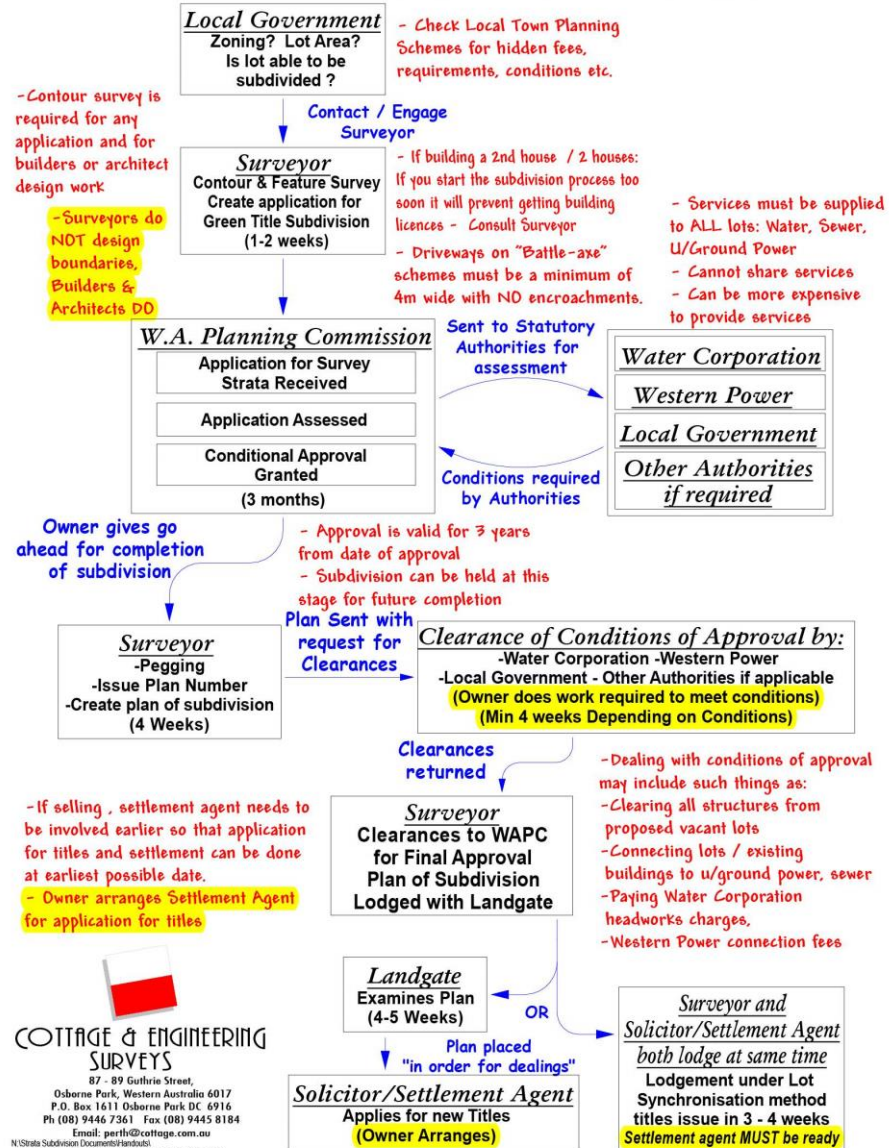 Local Government
Zoning? Lot Area?
Is lot able to be
subdivided ?
- Check Local Town Planning
Schemes for hidden fees,
requirements, conditions etc.
- Contour survey is
required for any
application and for
builders or architect
design work
Contact / Engage
Surveyor
Surveyor
Contour & Feature Survey
Create application for
Green Title Subdivision
(1-2 weeks)
- If building a 2nd house / 2 houses:
If you start the subdivision process too
soon it will prevent getting building
licences - Consult Surveyor
- Driveways on "Battle-axe"
schemes must be a minimum of
4m wide with NO encroachments.
- Services must be supplied
to ALL lots: Water, Sewer,
U/Ground Power
- Cannot share services
- Can be more expensive
to provide services
-Surveyors do
NOT design
boundaries,
Builders &
Architects DO
W.A. Planning Commission
Application for Survey
Strata Received
Application Assessed
Conditional Approval
Granted
(3 months)
Sent to Statutory
Authorities for
assessment
Water Corporation
Western Power
Local Government
Other Authorities
if required
Conditions required
by Authorities
Owner gives go
ahead for completion
of subdivision
- Approval is valid for 3 years
from date of approval
- Subdivision can be held at this
stage for future completion
Surveyor
-Pegging
-Issue Plan Number
-Create plan of subdivision
(4 Weeks)
Plan Sent with
request for
Clearances
Clearance of Conditions of Approval by:
-Water Corporation -Western Power
-Local Government - Other Authorities if applicable
(Owner does work required to meet conditions)
(Min 4 weeks Depending on Conditions)
Clearances
returned
-Dealing with conditions of approval
may include such things as:
-Clearing all structures from
proposed vacant lots
-Connecting lots / existing
buildings to u/ground power, sewer
-Paying Water Corporation
headworks charges,
-Western Power connection fees
-If selling , settlement agent needs to
be involved earlier so that application
for titles and settlement can be done
at earliest possible date.
- Owner arranges Settlement Agent
for application for titles
Surveyor
Clearances to WAPC
for Final Approval
Plan of Subdivision
Lodged with Landgate
Landgate
Examines Plan
(4-5 Weeks)
OR
Plan placed
"in order for dealings"
Solicitor/Settlement Agent
Applies for new Titles
(Owner Arranges)
Surveyor and
Solicitor/Settlement Agent
both lodge at same time
Lodgement under Lot
Synchronisation method
titles issue in 3 - 4 weeks
Settlement agent MUST be ready
COTTAGE & ENGINEERING
SURVEYS
87 - 89 Guthrie Street,
Osborne Park, Western Australia 6017
P.O. Box 1611 Osborne Park DC 6916
Ph (08) 9446 7361 Fax (08) 9445 8184
Email: perth@cottage.com.au
N:\Strata Subdivision Documents\Handouts\